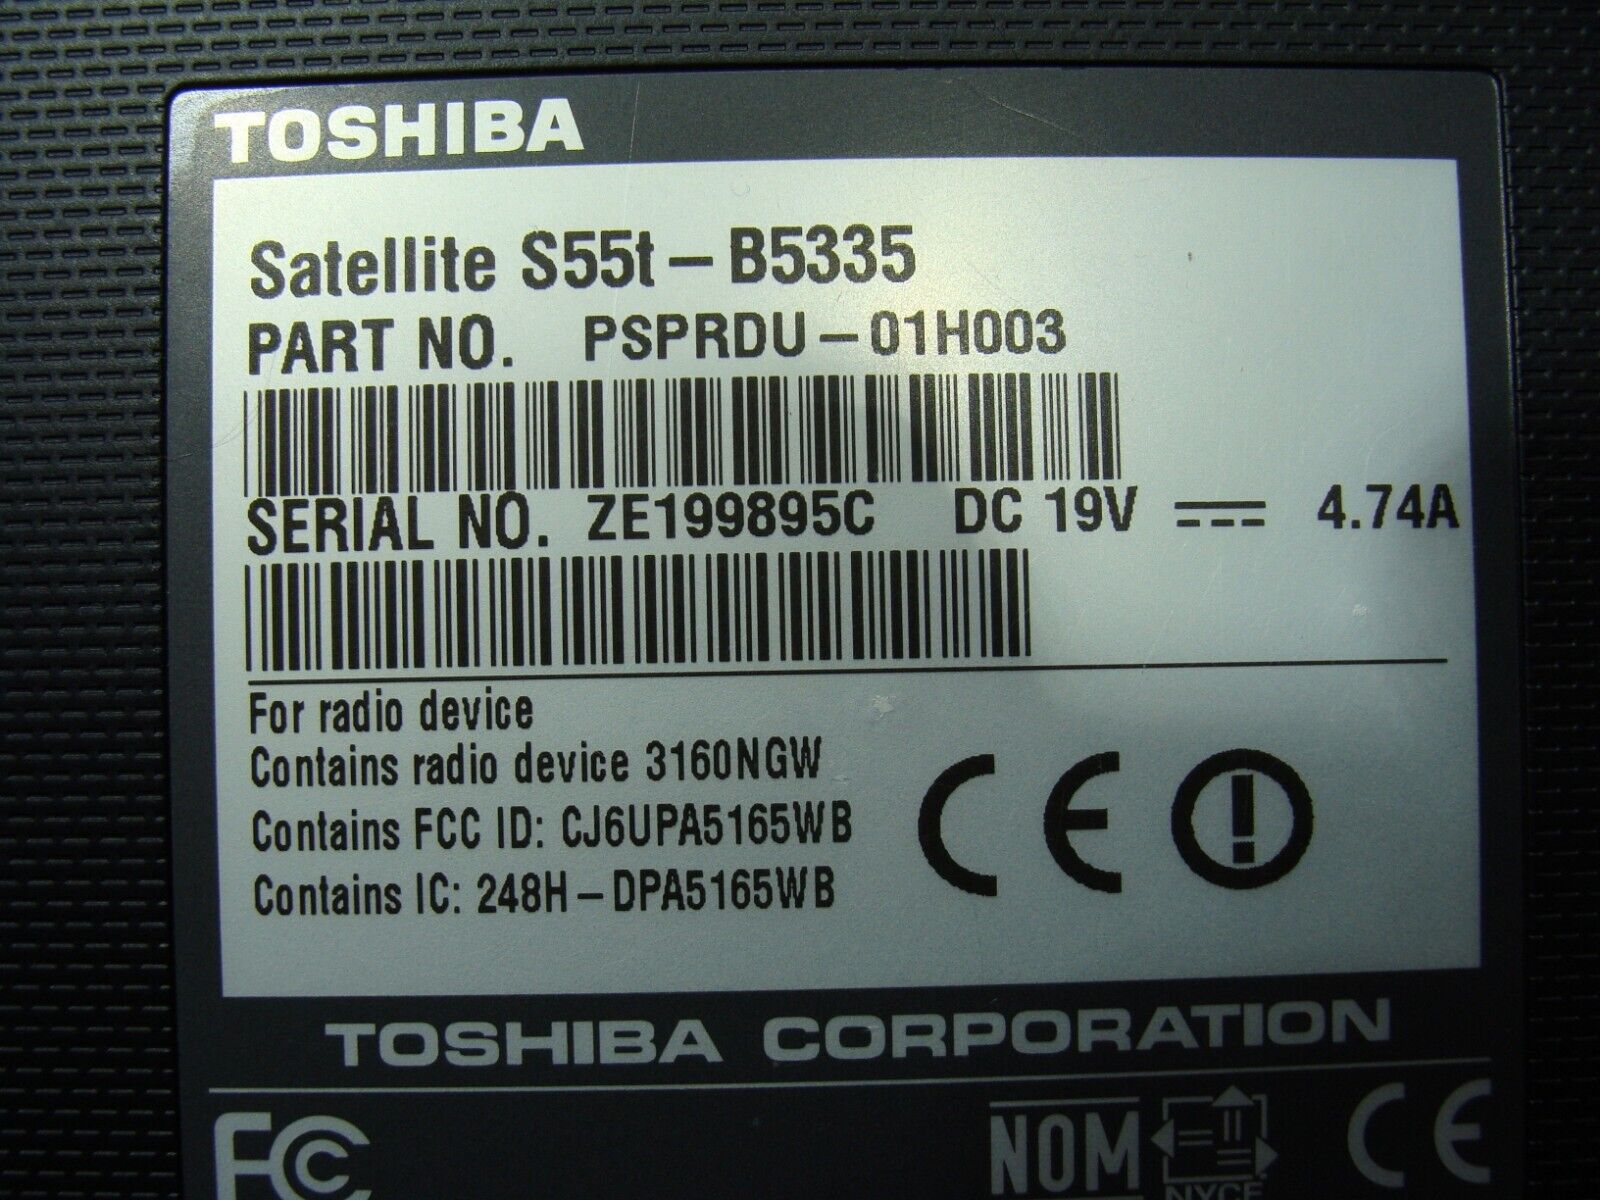 TOSHIBA
Satellite S55t-B5335
PART NO. PSPRDU-01H003
SERIAL NO. ZE199895C DC 19V 4.74A
For radio device
Contains radio device 3160NGW
Contains FCC ID: CJ6UPA5165WB
Contains IC: 248H-DPA5165WB
CE
TOSHIBA CORPORATION
FC
NOM
NYCE
CE